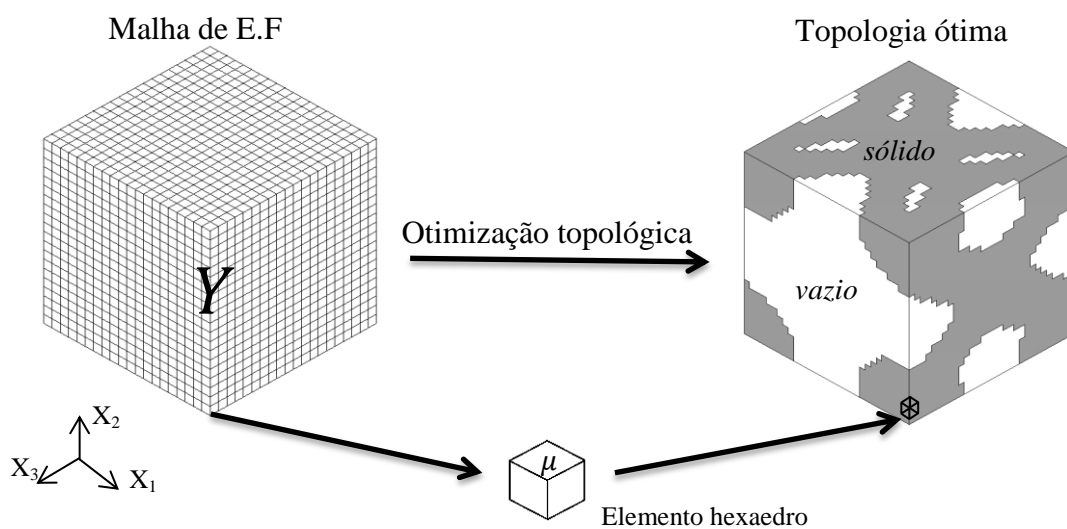 Malha de E.F
Topologia ótima
sólido
Otimização topológica
Y
vazio
X₂
X₃
X₁
μ
Elemento hexaedro